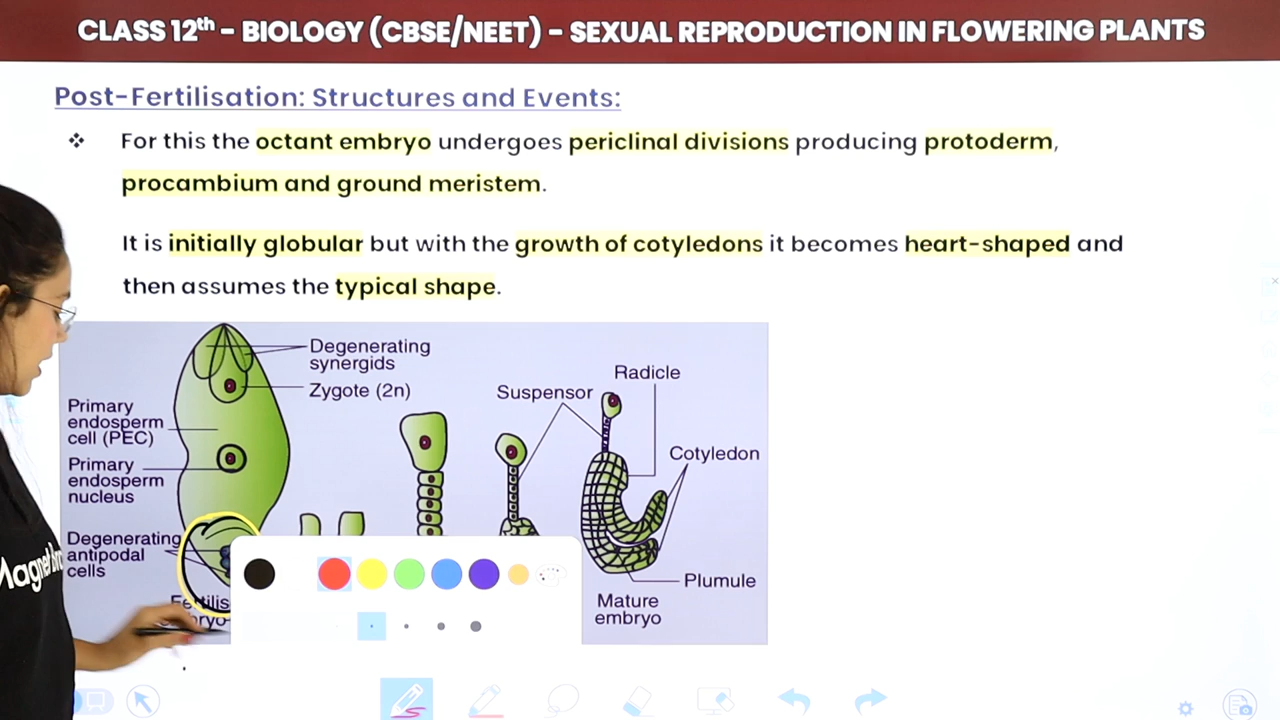 CLASS 12th – BIOLOGY (CBSE/NEET) – SEXUAL REPRODUCTION IN FLOWERING PLANTS
Post-Fertilisation: Structures and Events:
❖ For this the octant embryo undergoes periclinal divisions producing protoderm,
procambium and ground meristem.
It is initially globular but with the growth of cotyledons it becomes heart-shaped and
then assumes the typical shape.
Degenerating
synergids
Zygote (2n)
Primary
endosperm
cell (PEC)
Primary
endosperm
nucleus
Degenerating
antipodal
cells
Suspensor
Radicle
Cotyledon
Plumule
Mature
embryo